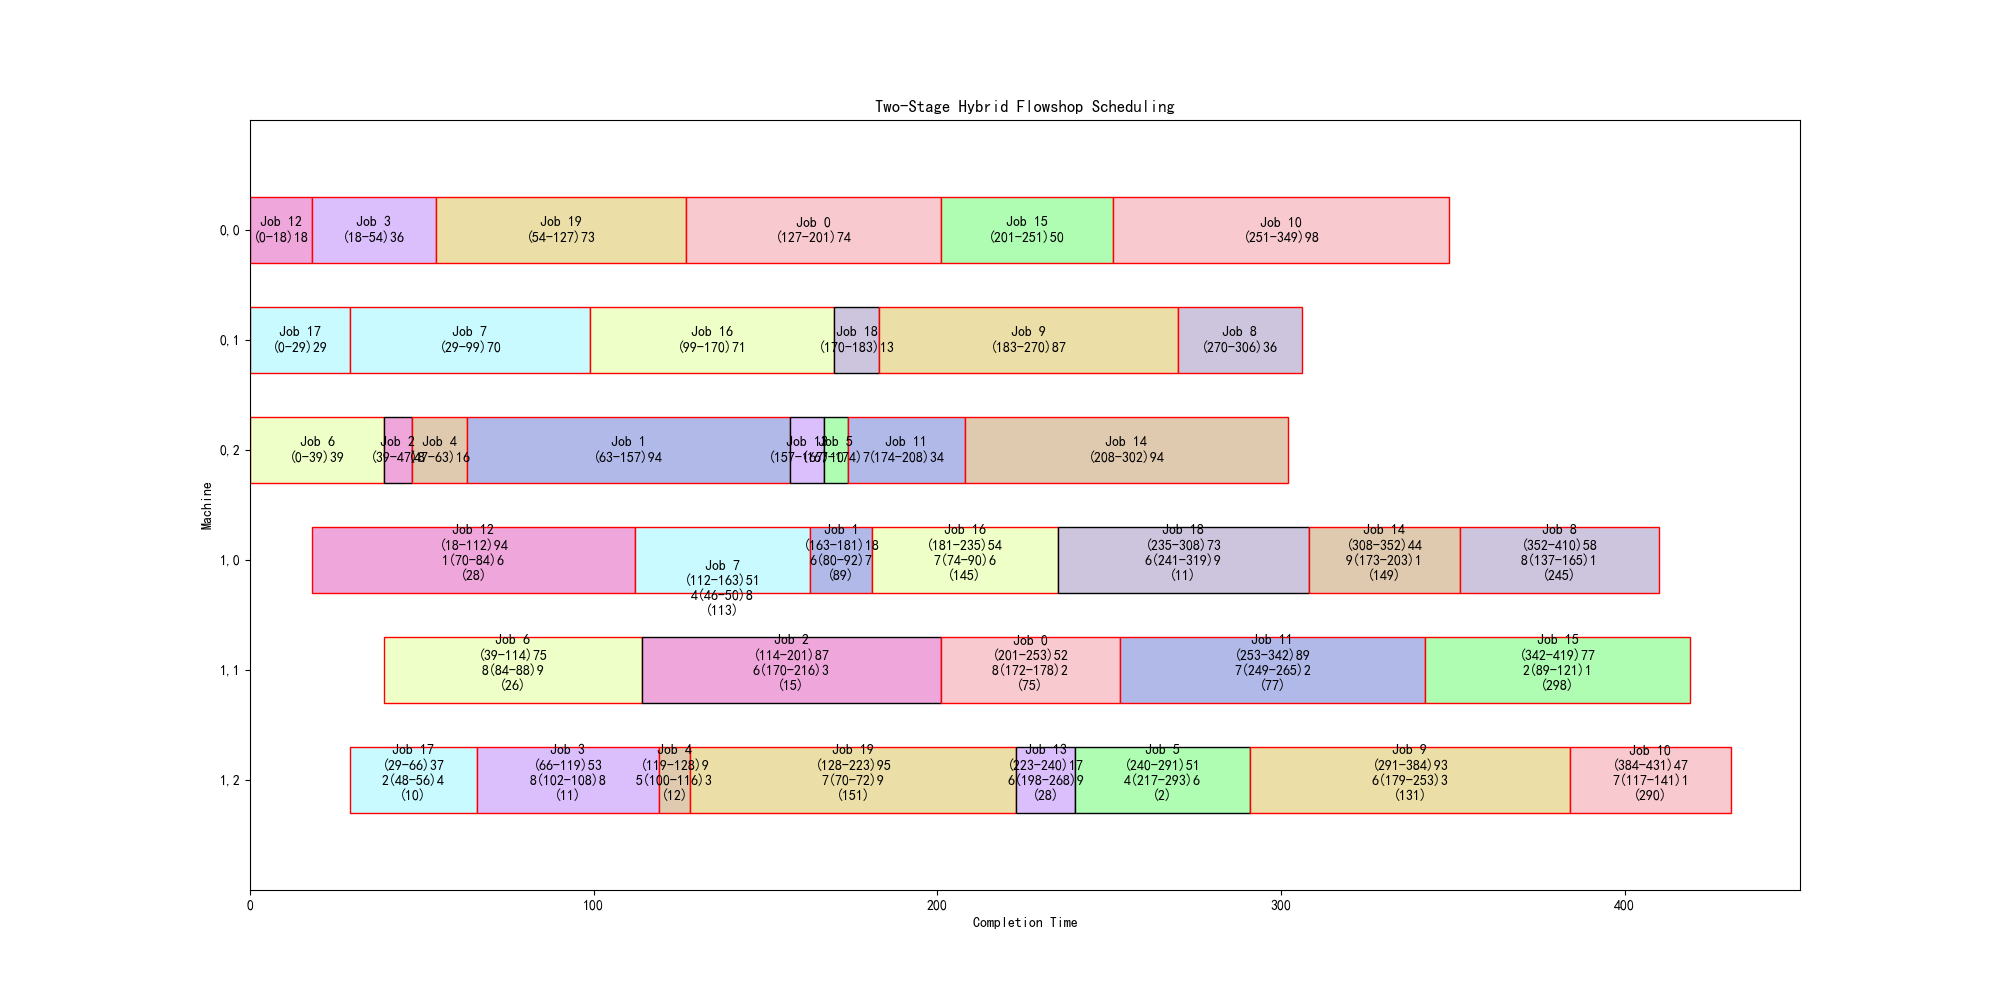 Two-Stage Hybrid Flowshop Scheduling
0,0
Job 12
(0-18)18
Job 3
(18-54)36
Job 19
(54-127)73
Job 0
(127-201)74
Job 15
(201-251)50
Job 10
(251-349)98
0,1
Job 17
(0-29)29
Job 7
(29-99)70
Job 16
(99-170)71
Job 18
(170-183)13
Job 9
(183-270)87
Job 8
(270-306)36
0,2
Job 6
(0-39)39
Job 2
(39-47)8
Job 4
(47-63)16
Job 1
(63-157)94
Job 13
(157-167)10
Job 5
(167-174)7
Job 11
(174-208)34
Job 14
(208-302)94
Machine
1,0
Job 12
(18-112)94
1(70-84)6
(28)
Job 7
(112-163)51
4(46-50)8
(113)
Job 1
(163-181)18
6(80-92)7
(89)
Job 16
(181-235)54
7(74-90)6
(145)
Job 18
(235-308)73
6(241-319)9
(11)
Job 14
(308-352)44
9(173-203)1
(149)
Job 8
(352-410)58
8(137-165)1
(245)
1,1
Job 6
(39-114)75
8(84-88)9
(26)
Job 2
(114-201)87
6(170-216)3
(15)
Job 0
(201-253)52
8(172-178)2
(75)
Job 11
(253-342)89
7(249-265)2
(77)
Job 15
(342-419)77
2(89-121)1
(298)
1,2
Job 17
(29-66)37
2(48-56)4
(10)
Job 3
(66-119)53
8(102-108)8
(11)
Job 4
(119-128)9
5(100-116)3
(12)
Job 19
(128-223)95
7(70-72)9
(151)
Job 13
(223-240)17
6(198-268)9
(28)
Job 5
(240-291)51
4(217-293)6
(2)
Job 9
(291-384)93
6(179-253)3
(131)
Job 10
(384-431)47
7(117-141)1
(290)
0
100
200
300
400
Completion Time